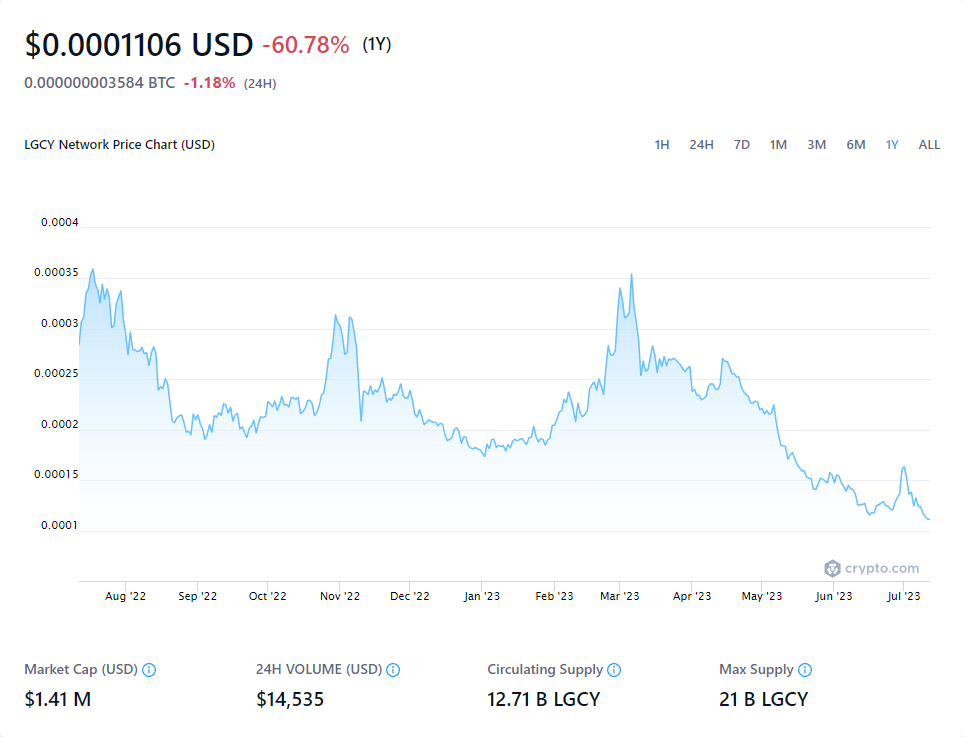 $0.0001106 USD -60.78% (1Y)
0.000000003584 BTC -1.18% (24H)
LGCY Network Price Chart (USD)
1H 24H 7D 1M 3M 6M 1Y ALL
0.0004
0.00035
0.0003
0.00025
0.0002
0.00015
0.0001
crypto.com
Aug '22 Sep '22 Oct '22 Nov '22 Dec '22 Jan '23 Feb '23 Mar '23 Apr '23 May '23 Jun '23 Jul '23
Market Cap (USD) 24H VOLUME (USD) Circulating Supply Max Supply
$1.41 M $14,535 12.71 B LGCY 21 B LGCY